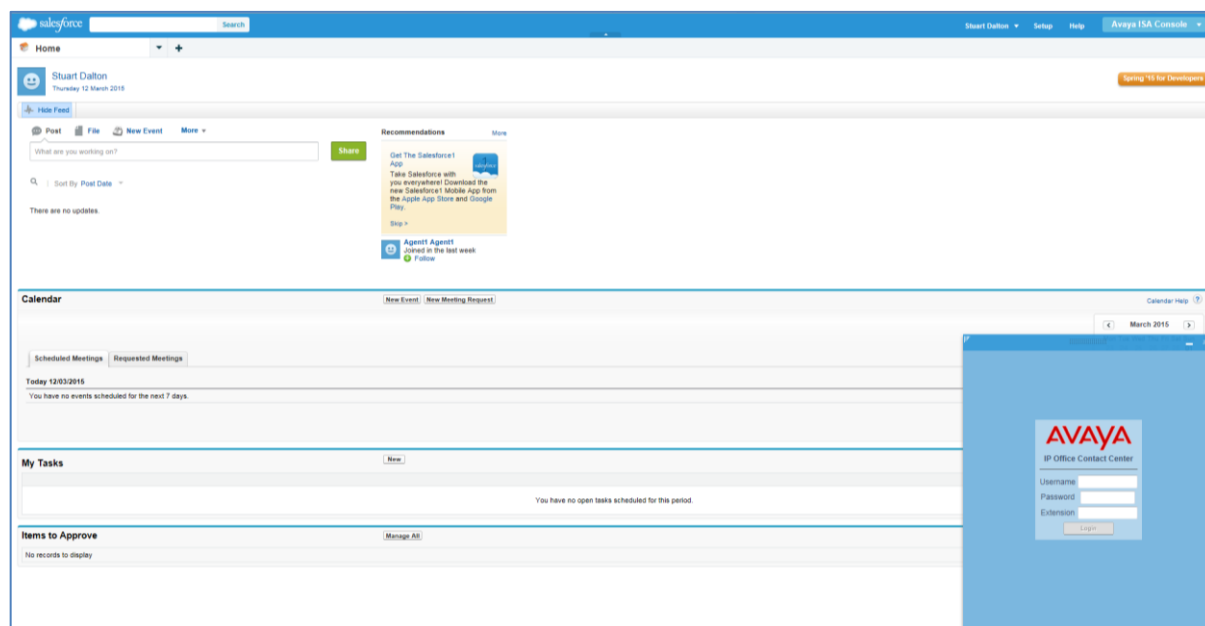 salesforce
Search
Stuart Dalton
Setup
Help
Avaya ISA Console
Home
Stuart Dalton
Thursday 12 March 2015
Spring '15 for Developers
Hide Feed
Post File New Event More
What are you working on?
Share
Sort By Post Date
There are no updates.
Recommendations More
Get The Salesforce1
App
Take Salesforce with
you everywhere! Download the
new Salesforce1 Mobile App from
the Apple App Store and Google
Play.
Skip >
Agent1 Agent1
Joined in the last week
Follow
Calendar
New Event New Meeting Request
Calendar Help
March 2015
Scheduled Meetings Requested Meetings
Today 12/03/2015
You have no events scheduled for the next 7 days.
My Tasks
New
You have no open tasks scheduled for this period.
Items to Approve
Manage All
No records to display
AVAYA
IP Office Contact Center
Username
Password
Extension
Login